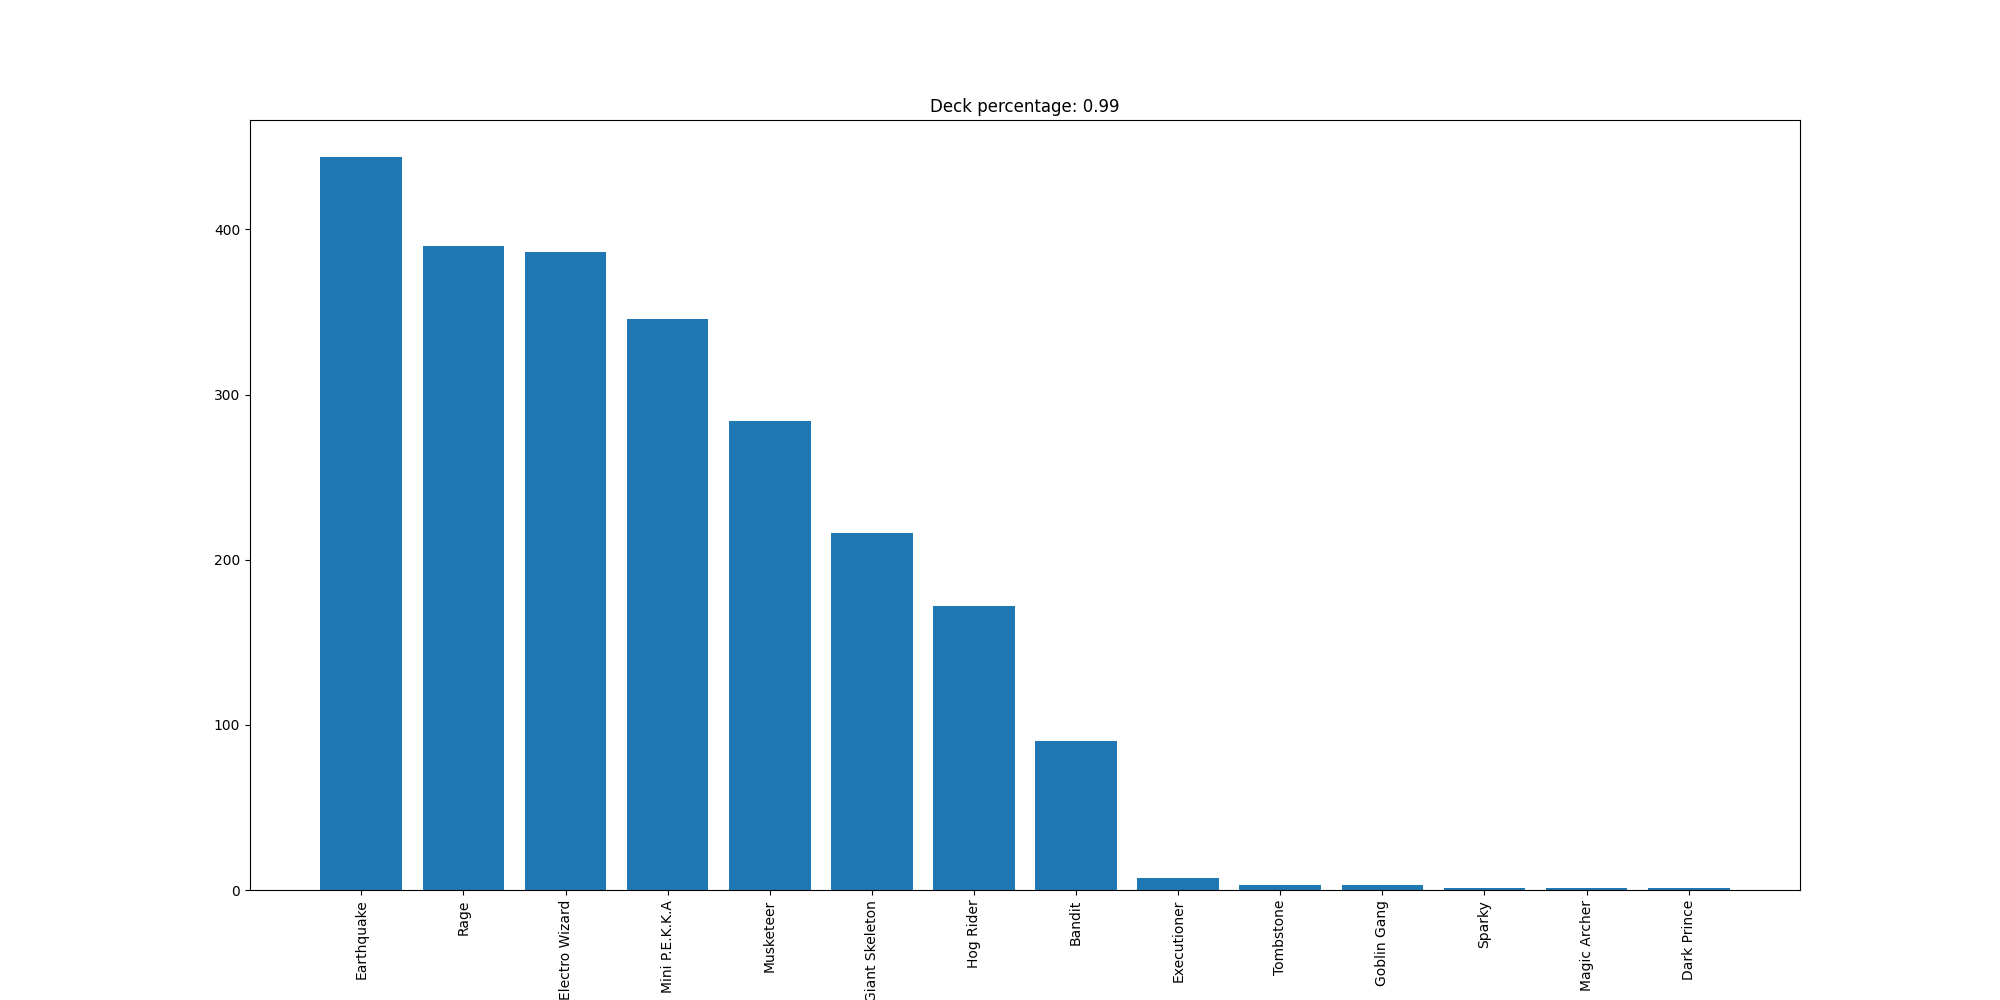 Deck percentage: 0.99
400
300
200
100
0
Earthquake
Rage
Electro Wizard
Mini P.E.K.K.A
Musketeer
Giant Skeleton
Hog Rider
Bandit
Executioner
Tombstone
Goblin Gang
Sparky
Magic Archer
Dark Prince